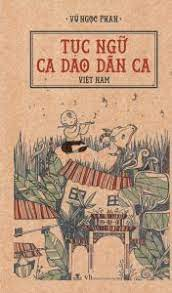 • VŨ NGỌC PHAN •
TỤC NGỮ
CA DAO DÂN CA
VIỆT NAM